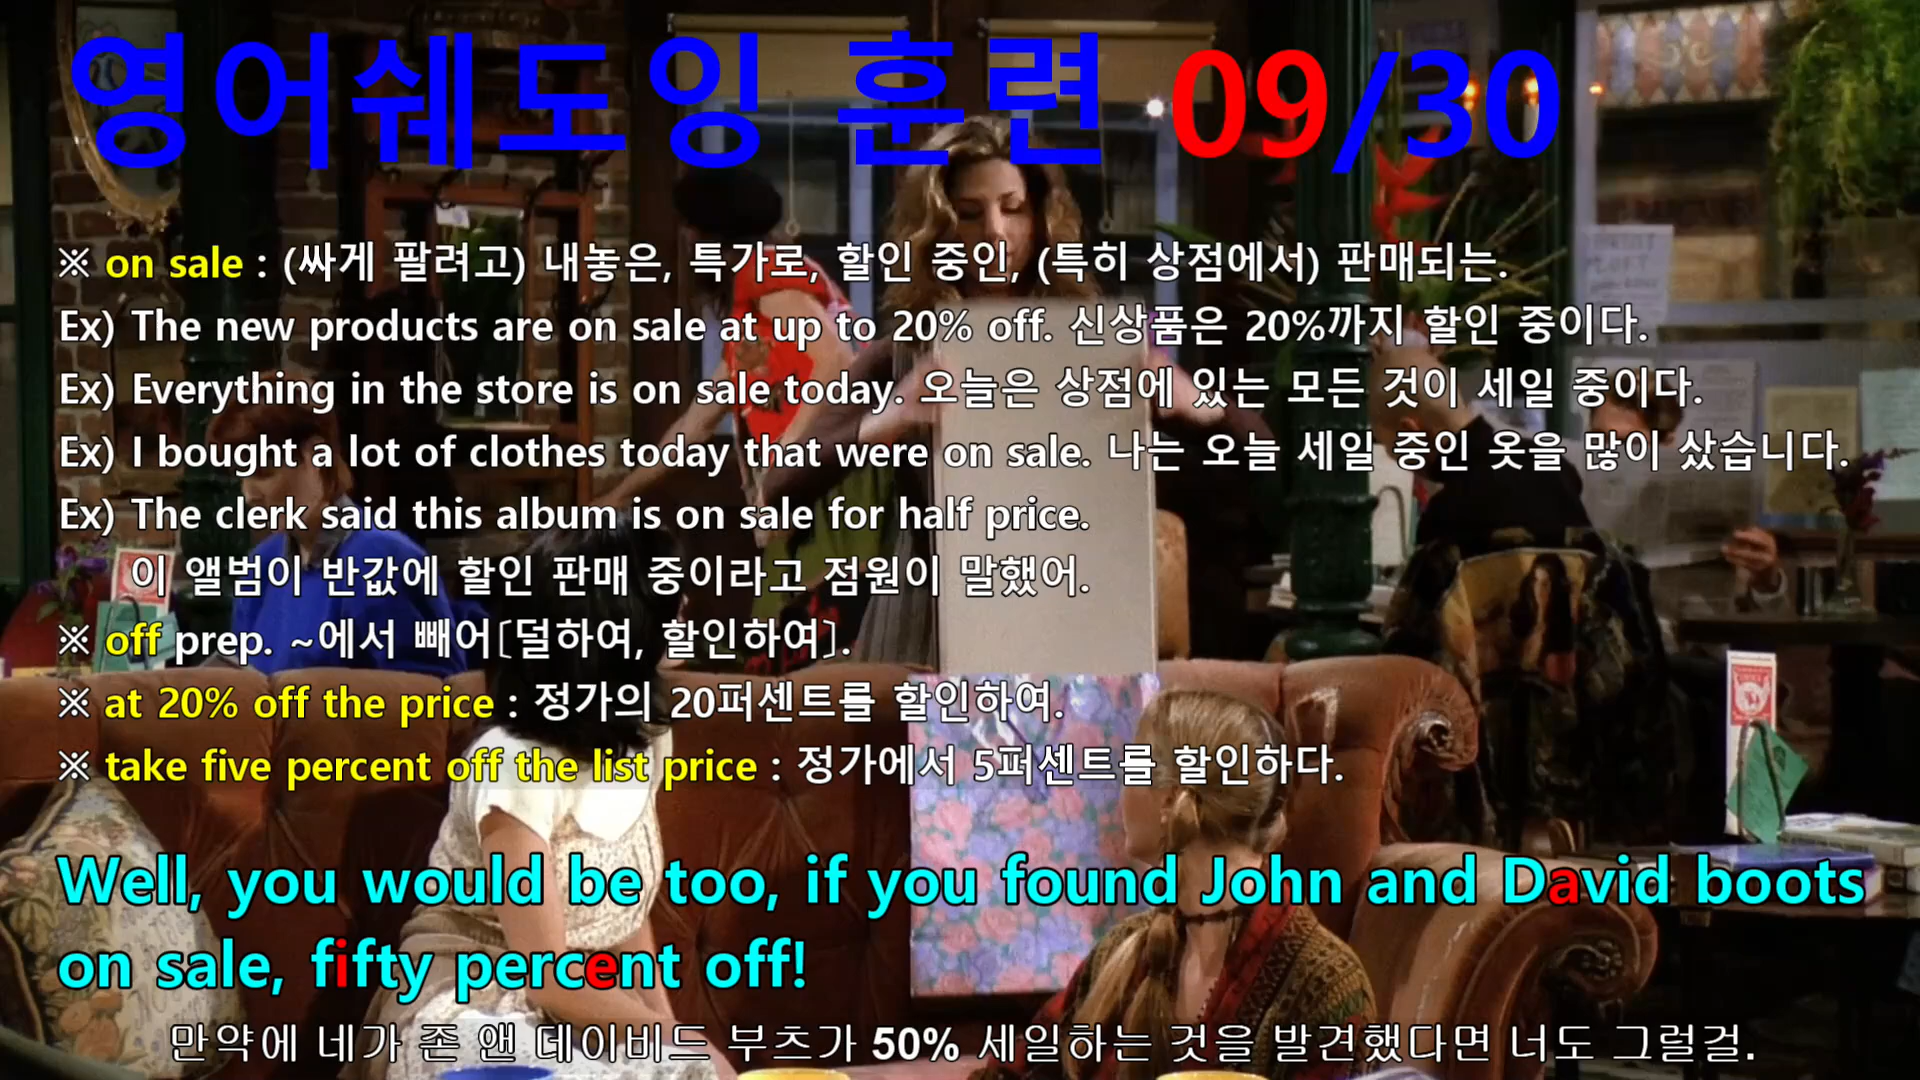 영어쉐도잉 훈련 09/30
※ on sale : (싸게 팔려고) 내놓은, 특가로, 할인 중인, (특히 상점에서) 판매되는.
Ex) The new products are on sale at up to 20% off. 신상품은 20%까지 할인 중이다.
Ex) Everything in the store is on sale today. 오늘은 상점에 있는 모든 것이 세일 중이다.
Ex) I bought a lot of clothes today that were on sale. 나는 오늘 세일 중인 옷을 많이 샀습니다.
Ex) The clerk said this album is on sale for half price.
이 앨범이 반값에 할인 판매 중이라고 점원이 말했어.
※ off prep. ~에서 빼어[덜하여, 할인하여].
※ at 20% off the price : 정가의 20퍼센트를 할인하여.
※ take five percent off the list price : 정가에서 5퍼센트를 할인하다.
Well, you would be too, if you found John and David boots
on sale, fifty percent off!
만약에 네가 존 앤 데이비드 부츠가 50% 세일하는 것을 발견했다면 너도 그럴걸.